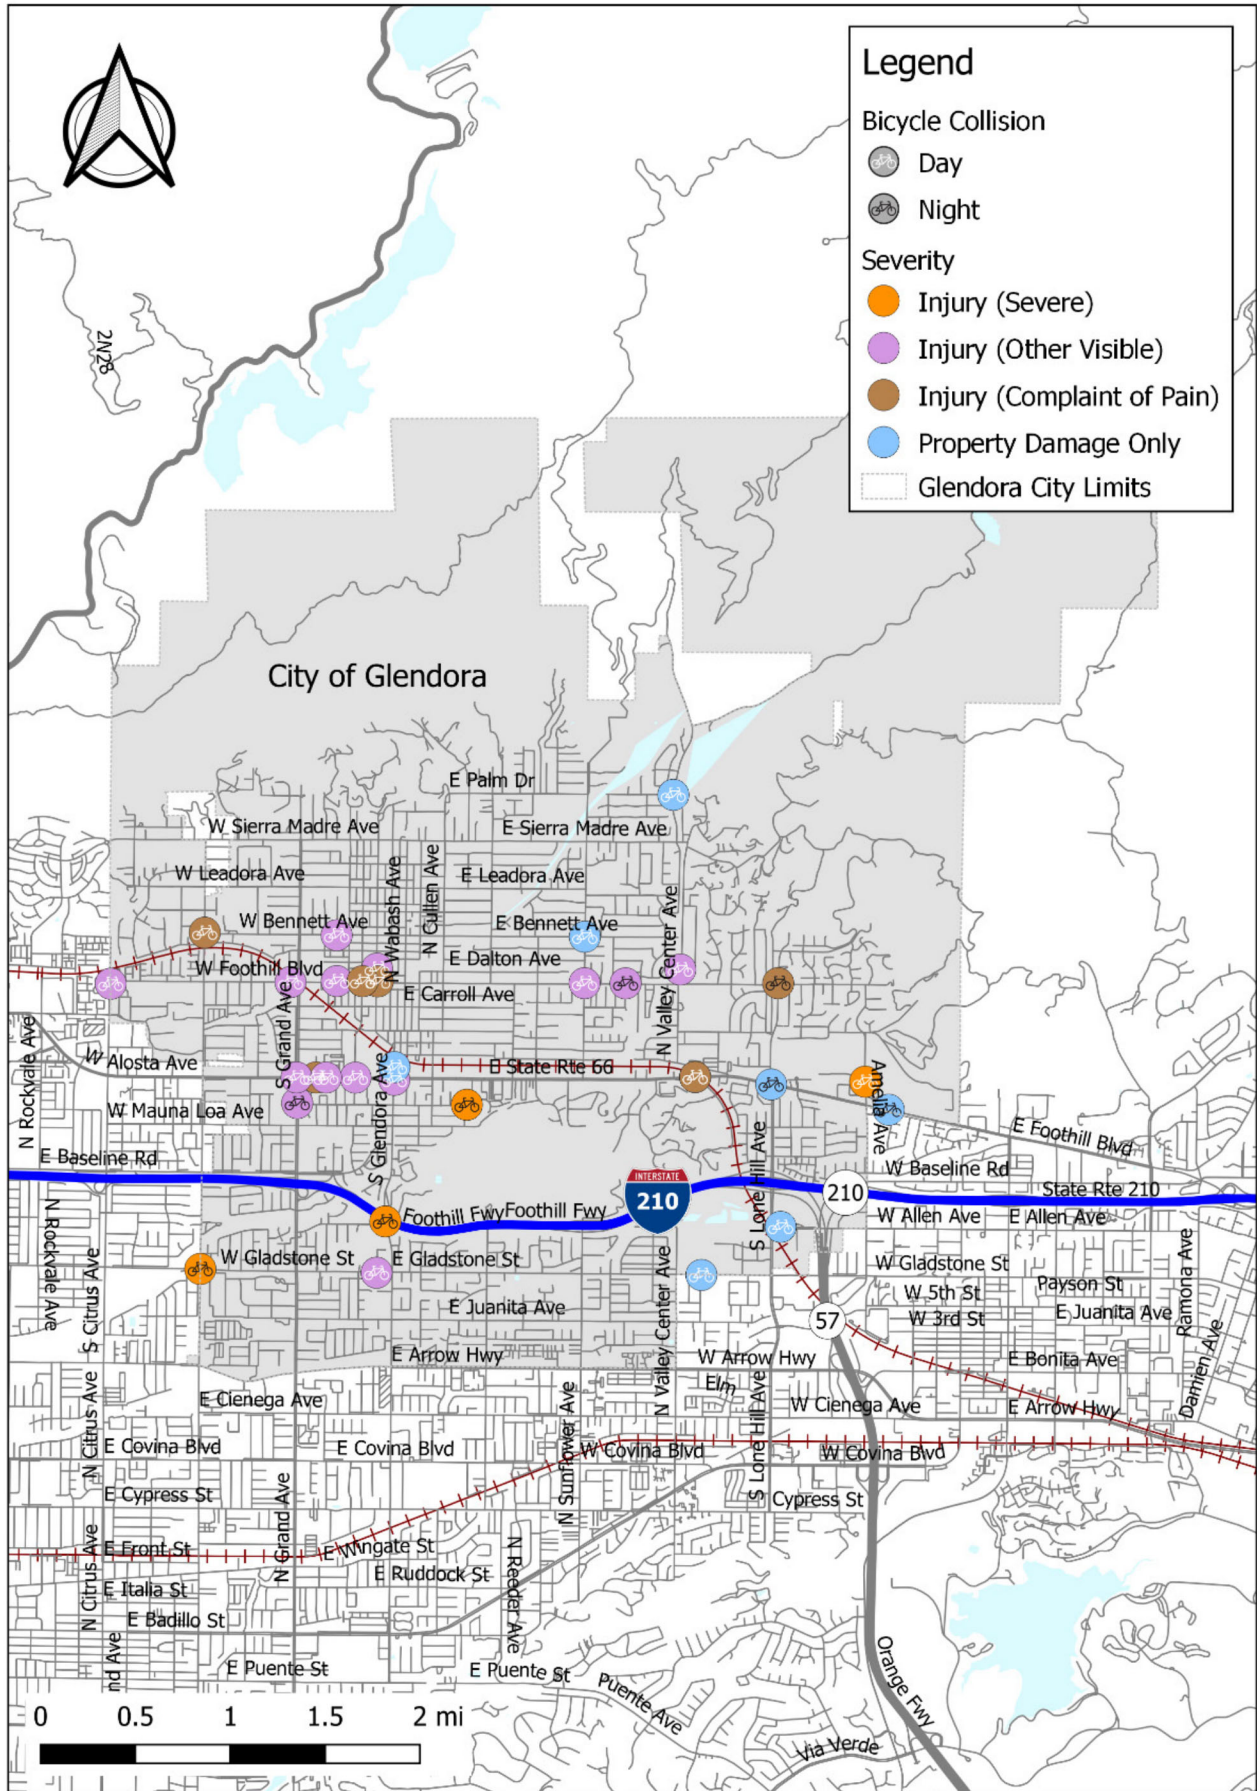 Legend
Bicycle Collision
Day
Night
Severity
Injury (Severe)
Injury (Other Visible)
Injury (Complaint of Pain)
Property Damage Only
Glendora City Limits
2N28
City of Glendora
E Palm Dr
W Sierra Madre Ave
E Sierra Madre Ave
W Leadora Ave
N Wabash Ave
N Cullen Ave
E Leadora Ave
N Valley Center Ave
W Bennett Ave
E Bennett Ave
W Foothill Blvd
E Dalton Ave
E Carroll Ave
N Rockvale Ave
W Alosta Ave
S Grand Ave
S Glendora Ave
E State Rte 66
Amelia Ave
W Mauna Loa Ave
E Foothill Blvd
E Baseline Rd
S Lone Hill Ave
W Baseline Rd
INTERSTATE
210
210
State Rte 210
N Rockvale Ave
Foothill Fwy
Foothill Fwy
W Allen Ave
E Allen Ave
S Citrus Ave
W Gladstone St
E Gladstone St
W Gladstone St
Ramona Ave
Payson St
W 5th St
E Juanita Ave
N Valley Center Ave
57
W 3rd St
E Juanita Ave
Damien Ave
E Arrow Hwy
W Arrow Hwy
E Bonita Ave
Elm
E Cienega Ave
N Citrus Ave
N Sunflower Ave
S Lone Hill Ave
W Cienega Ave
E Arrow Hwy
E Covina Blvd
E Covina Blvd
W Covina Blvd
W Covina Blvd
E Cypress St
Cypress St
N Grand Ave
N Citrus Ave
E Front St
E Wingate St
N Reeder Ave
E Ruddock St
E Italia St
E Badillo St
nd Ave
E Puente St
E Puente St
Puente Ave
Orange Fwy
Via Verde
0 0.5 1 1.5 2 mi